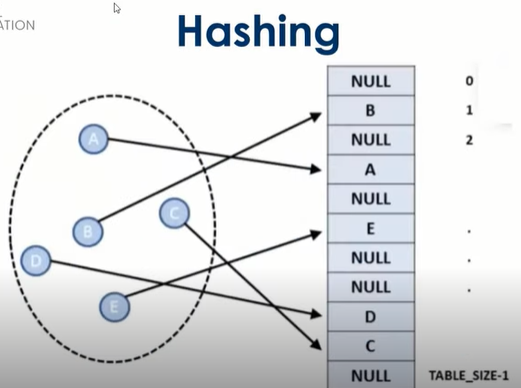 ATION
Hashing
NULL 0
B 1
NULL 2
A
NULL
E .
NULL .
NULL .
D
C
NULL TABLE_SIZE-1
A
B
C
D
E